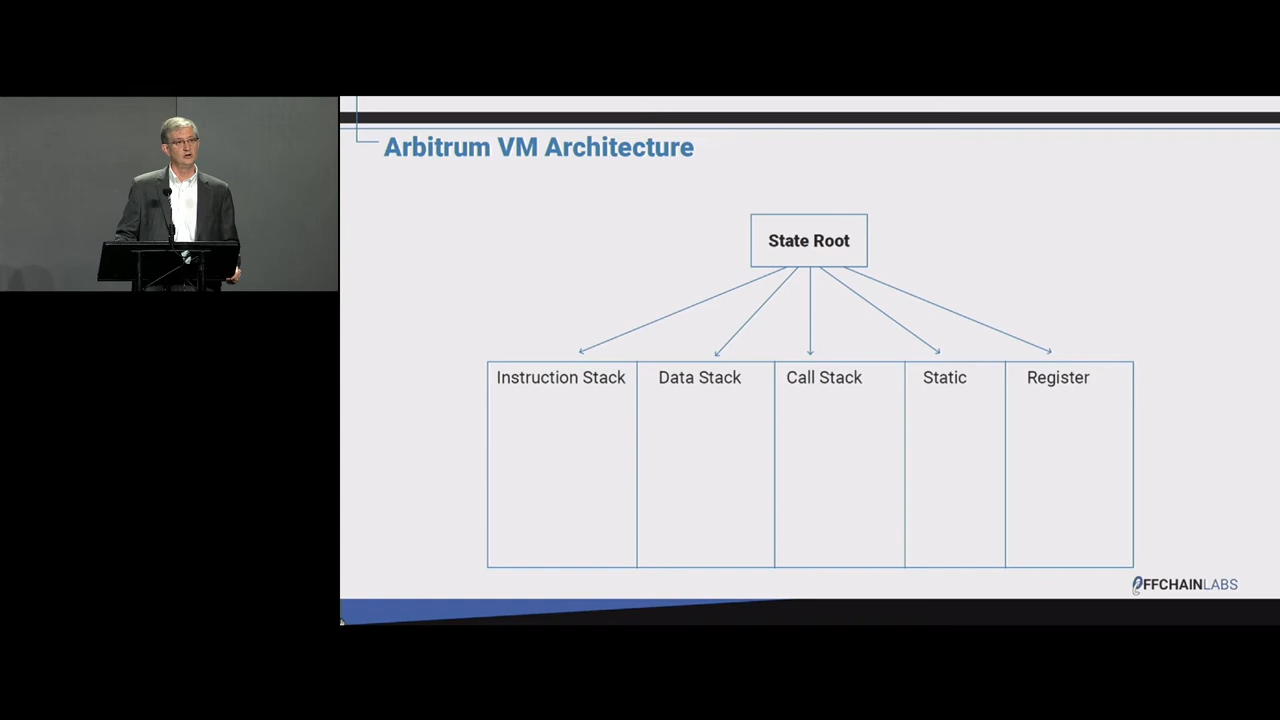 Arbitrum VM Architecture
State Root
Instruction Stack
Data Stack
Call Stack
Static
Register
OFFCHAINLABS